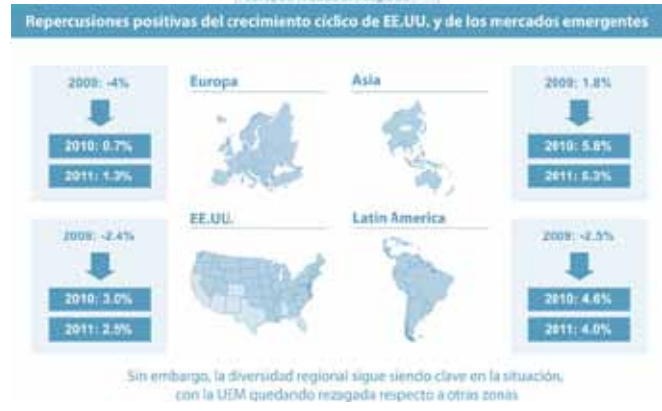 Repercusiones positivas del crecimiento cíclico de EE.UU. y de los mercados emergentes
2009: -4%
2010: 0.7%
2011: 1.3%
Europa
Asia
2009: 1.8%
2010: 5.8%
2011: 5.3%
2009: -2.4%
2010: 3.0%
2011: 2.5%
EE.UU.
Latin America
2009: -2.5%
2010: 4.6%
2011: 4.0%
Sin embargo, la diversidad regional sigue siendo clave en la situación,
con la UEM quedando rezagada respecto a otras zonas